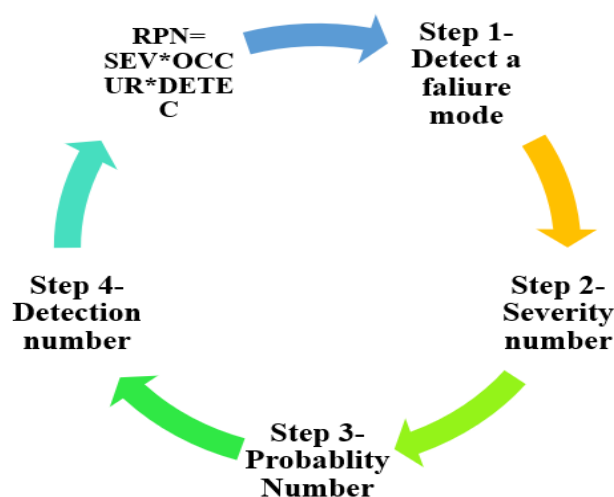 RPN=
SEV*OCC
UR*DETE
C
Step 1-
Detect a
faliure
mode
Step 2-
Severity
number
Step 3-
Probablity
Number
Step 4-
Detection
number